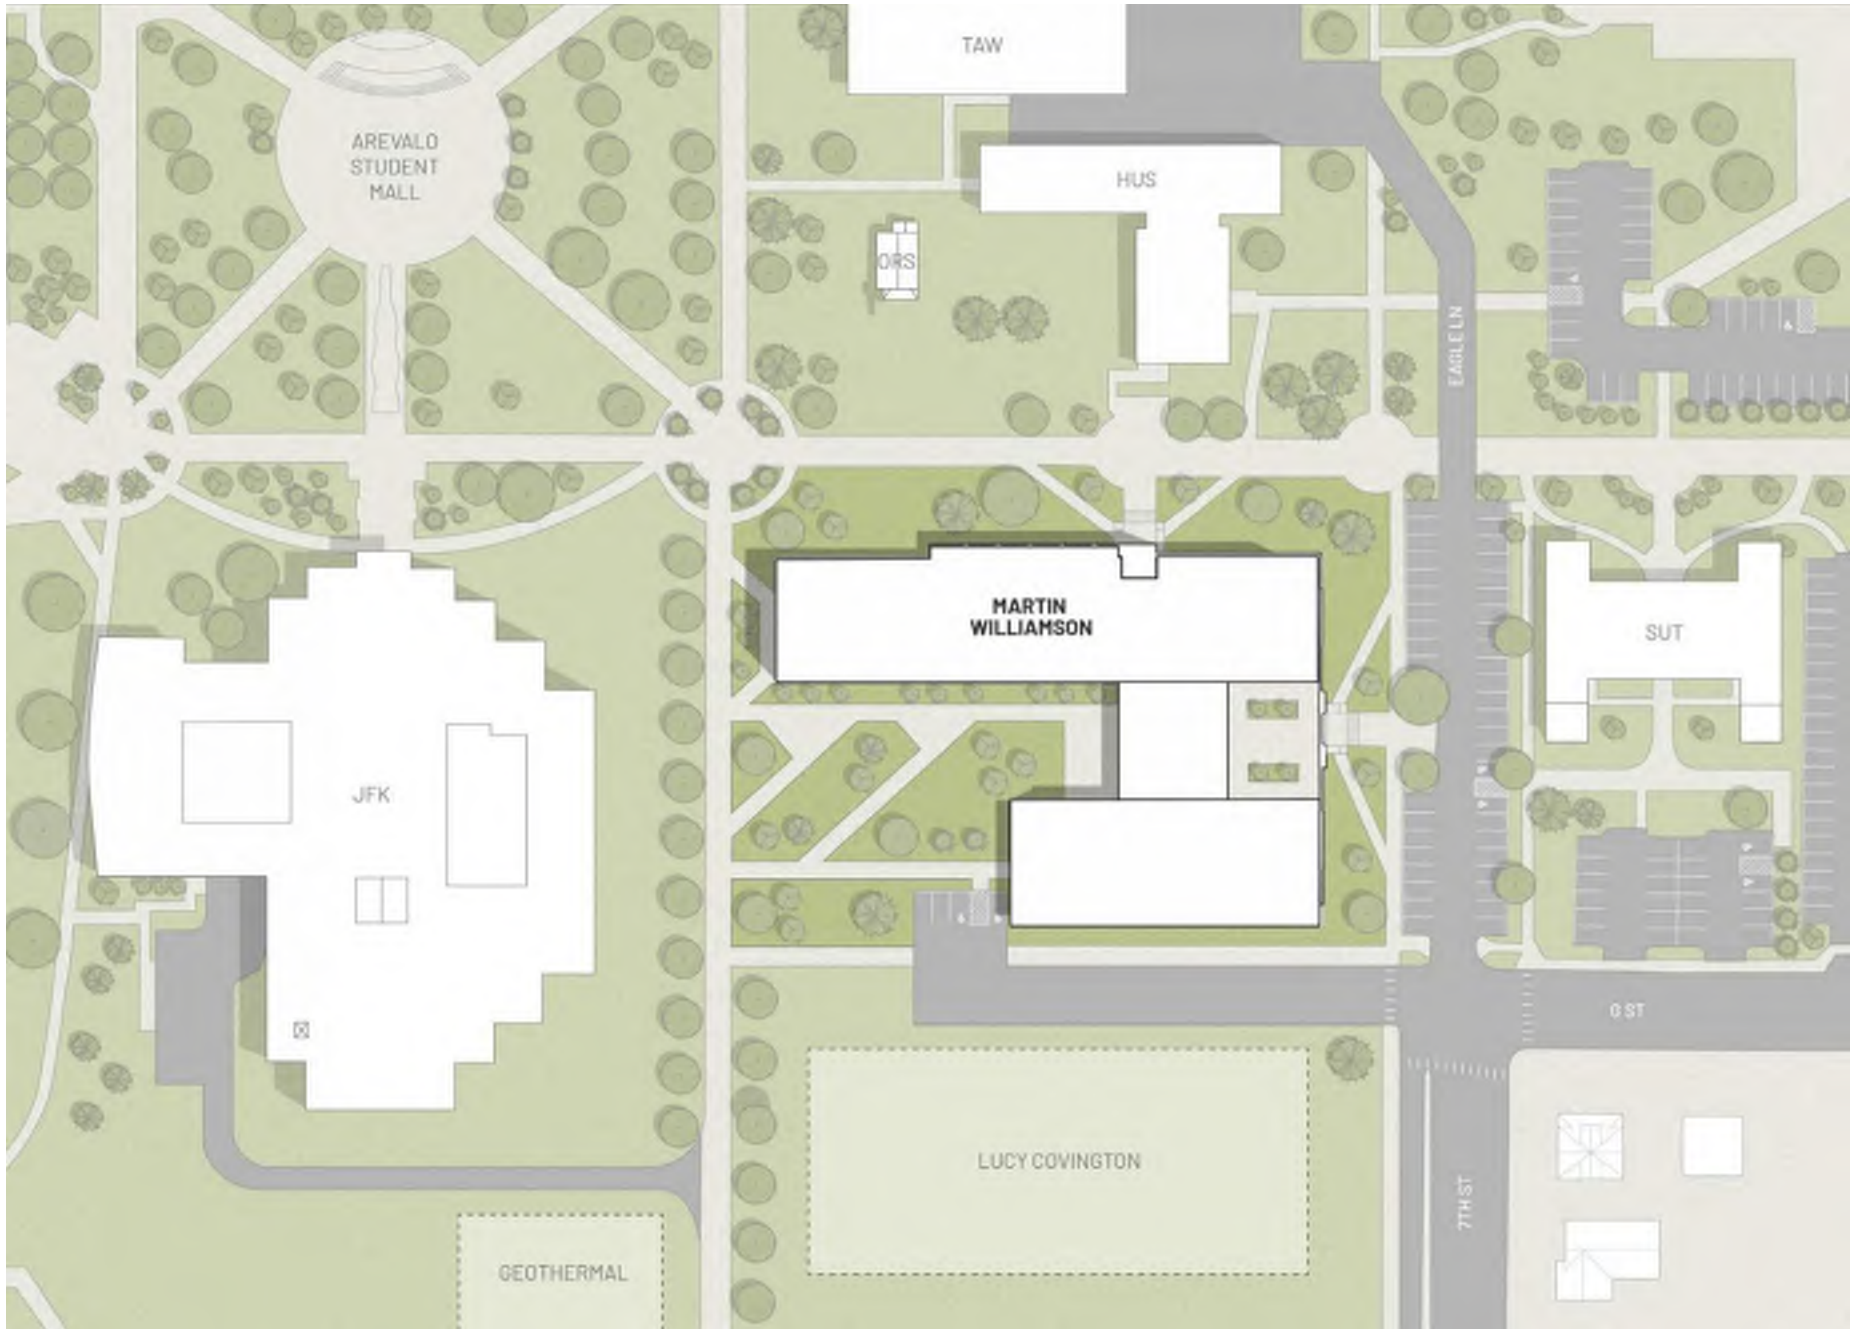 TAW
AREVALO
STUDENT
MALL
HUS
ORS
EAGLE LN
MARTIN
WILLIAMSON
SUT
JFK
G ST
LUCY COVINGTON
7TH ST
GEOTHERMAL